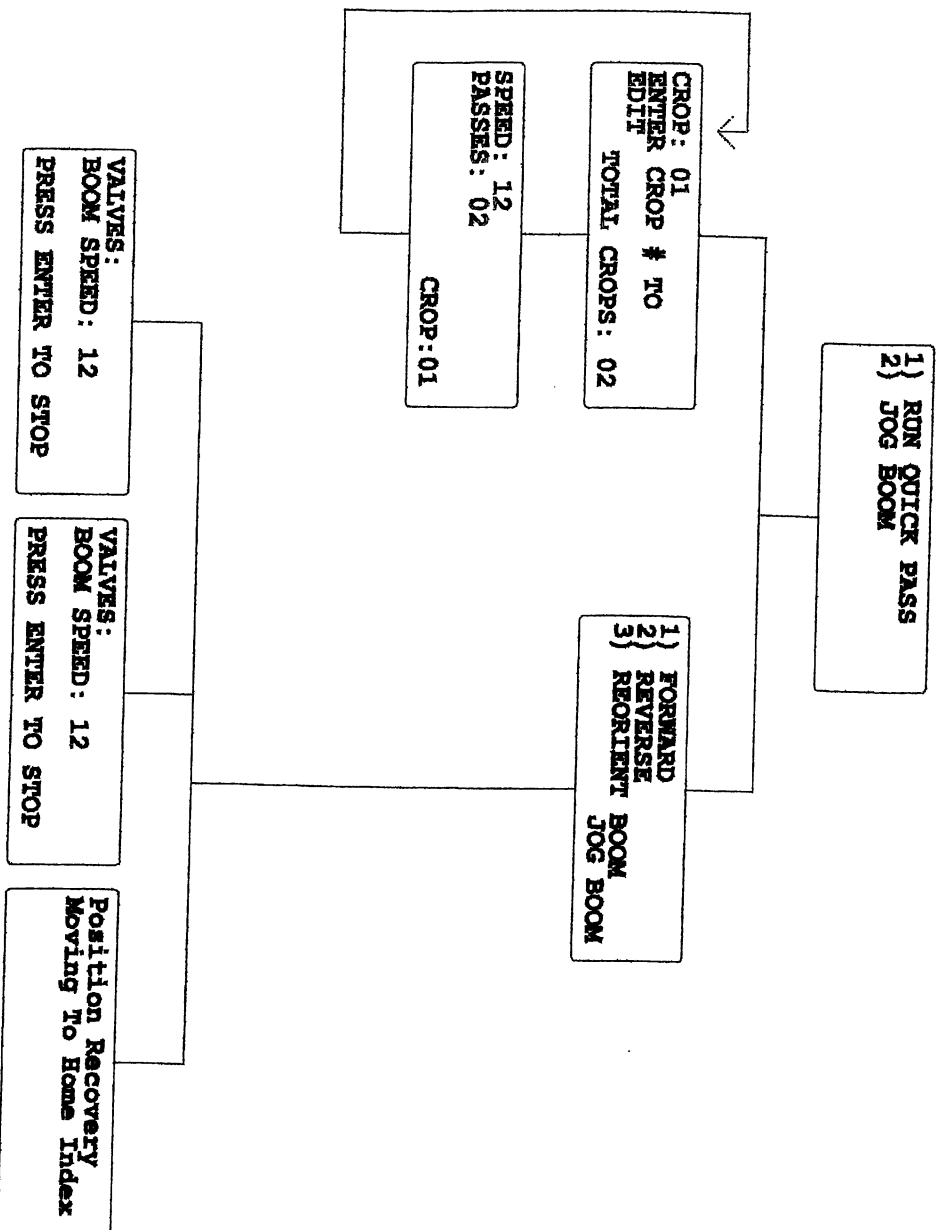 1) RUN QUICK PASS
2) JOG BOOM
CROP: 01
ENTER CROP # TO
EDIT
TOTAL CROPS: 02
SPEED: 12
PASSES: 02
CROP:01
1) FORWARD
2) REVERSE
3) REORIENT BOOM
JOG BOOM
VALVES:
BOOM SPEED: 12
PRESS ENTER TO STOP
VALVES:
BOOM SPEED: 12
PRESS ENTER TO STOP
Position Recovery
Moving To Home Index